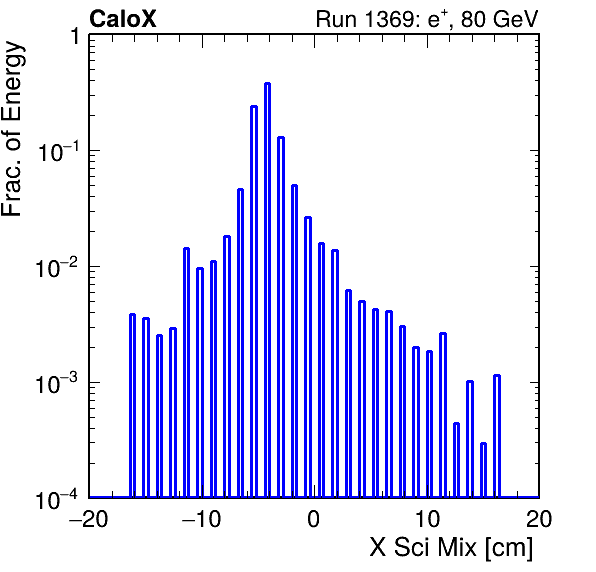 CaloX Run 1369: e⁺, 80 GeV
Frac. of Energy
1
10⁻¹
10⁻²
10⁻³
10⁻⁴
−20 −10 0 10 20
X Sci Mix [cm]